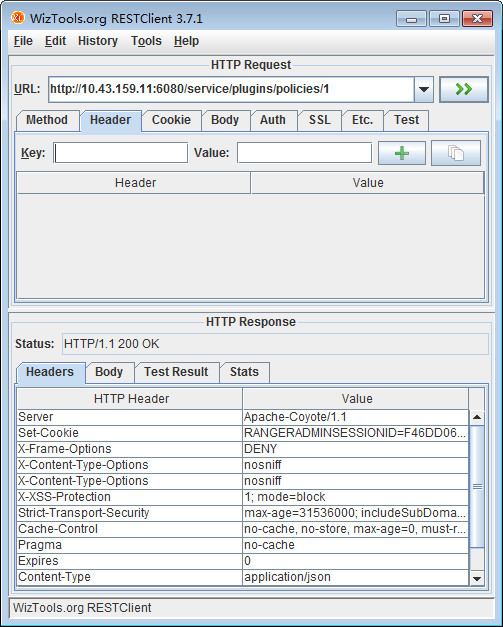 WizTools.org RESTClient 3.7.1
File Edit History Tools Help
HTTP Request
URL: http://10.43.159.11:6080/service/plugins/policies/1
Method Header Cookie Body Auth SSL Etc. Test
Key: Value:
Header Value
HTTP Response
Status: HTTP/1.1 200 OK
Headers Body Test Result Stats
HTTP Header Value
Server Apache-Coyote/1.1
Set-Cookie RANGERADMINSESSIONID=F46DD06...
X-Frame-Options DENY
X-Content-Type-Options nosniff
X-Content-Type-Options nosniff
X-XSS-Protection 1; mode=block
Strict-Transport-Security max-age=31536000; includeSubDoma...
Cache-Control no-cache, no-store, max-age=0, must-r...
Pragma no-cache
Expires 0
Content-Type application/json
WizTools.org RESTClient